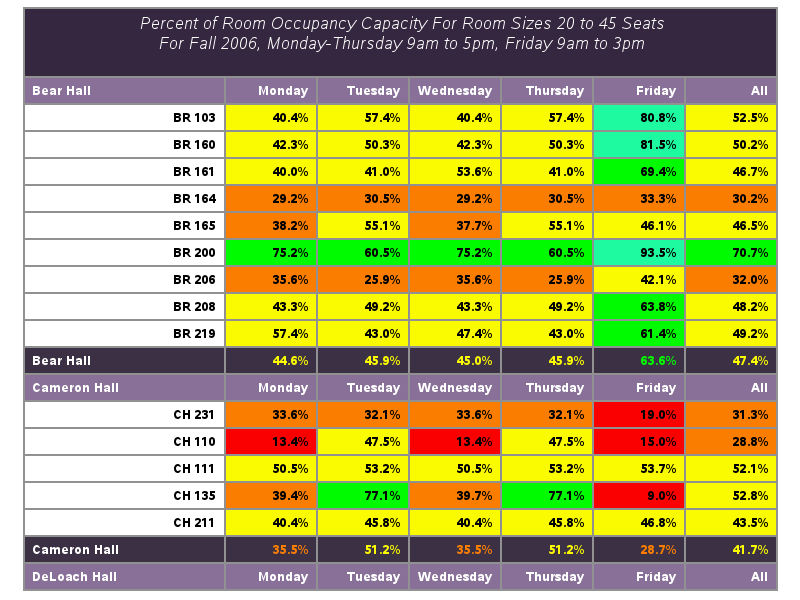 Percent of Room Occupancy Capacity For Room Sizes 20 to 45 Seats
For Fall 2006, Monday-Thursday 9am to 5pm, Friday 9am to 3pm
Bear Hall Monday Tuesday Wednesday Thursday Friday All
BR 103 40.4% 57.4% 40.4% 57.4% 80.8% 52.5%
BR 160 42.3% 50.3% 42.3% 50.3% 81.5% 50.2%
BR 161 40.0% 41.0% 53.6% 41.0% 69.4% 46.7%
BR 164 29.2% 30.5% 29.2% 30.5% 33.3% 30.2%
BR 165 38.2% 55.1% 37.7% 55.1% 46.1% 46.5%
BR 200 75.2% 60.5% 75.2% 60.5% 93.5% 70.7%
BR 206 35.6% 25.9% 35.6% 25.9% 42.1% 32.0%
BR 208 43.3% 49.2% 43.3% 49.2% 63.8% 48.2%
BR 219 57.4% 43.0% 47.4% 43.0% 61.4% 49.2%
Bear Hall 44.6% 45.9% 45.0% 45.9% 63.6% 47.4%
Cameron Hall Monday Tuesday Wednesday Thursday Friday All
CH 231 33.6% 32.1% 33.6% 32.1% 19.0% 31.3%
CH 110 13.4% 47.5% 13.4% 47.5% 15.0% 28.8%
CH 111 50.5% 53.2% 50.5% 53.2% 53.7% 52.1%
CH 135 39.4% 77.1% 39.7% 77.1% 9.0% 52.8%
CH 211 40.4% 45.8% 40.4% 45.8% 46.8% 43.5%
Cameron Hall 35.5% 51.2% 35.5% 51.2% 28.7% 41.7%
DeLoach Hall Monday Tuesday Wednesday Thursday Friday All